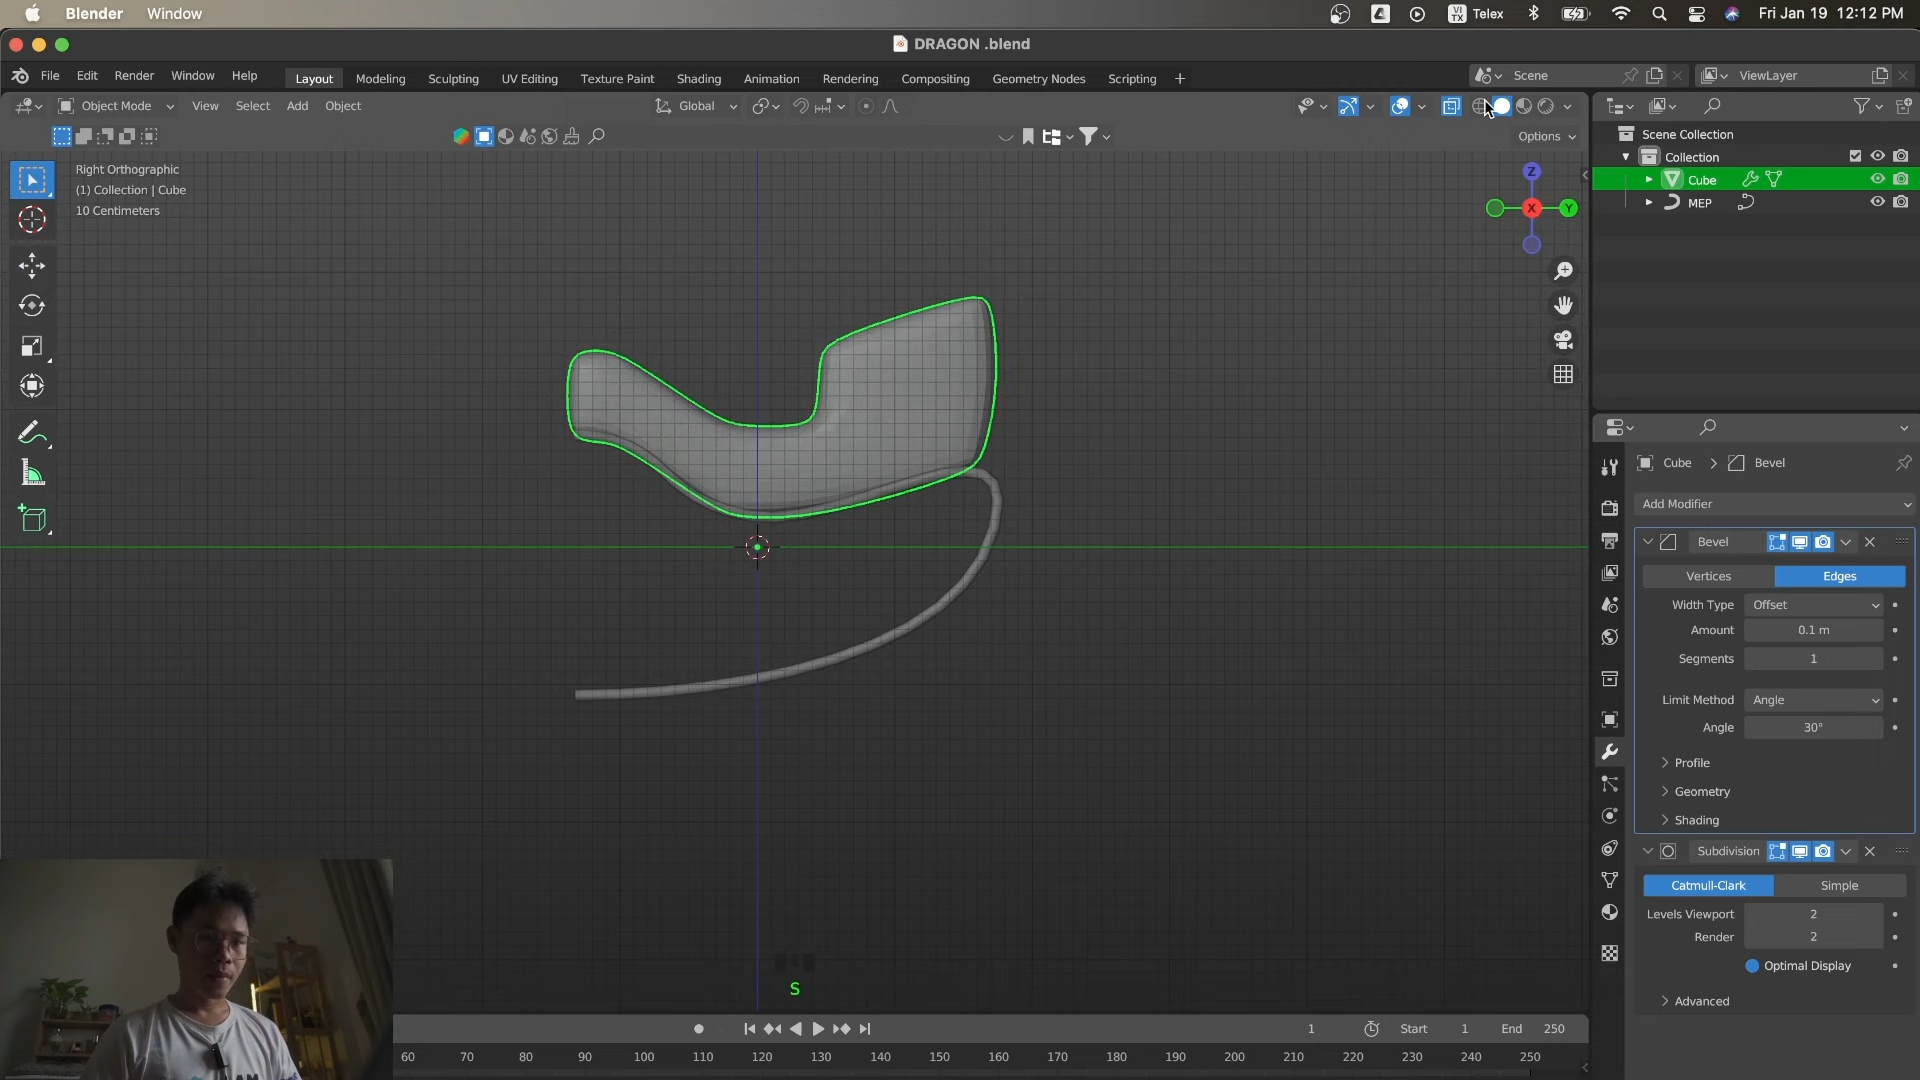 Blender Window
VI TX Telex Fri Jan 19 12:12 PM
DRAGON .blend
File Edit Render Window Help Layout Modeling Sculpting UV Editing Texture Paint Shading Animation Rendering Compositing Geometry Nodes Scripting + Scene ViewLayer
Object Mode View Select Add Object Global
Options
Right Orthographic
(1) Collection | Cube
10 Centimeters
Z
X
Y
Scene Collection
Collection
Cube
MEP
Cube > Bevel
Add Modifier
Bevel
Vertices Edges
Width Type Offset
Amount 0.1 m
Segments 1
Limit Method Angle
Angle 30°
Profile
Geometry
Shading
Subdivision
Catmull-Clark Simple
Levels Viewport 2
Render 2
Optimal Display
Advanced
S
1 Start 1 End 250
60 70 80 90 100 110 120 130 140 150 160 170 180 190 200 210 220 230 240 250
AM